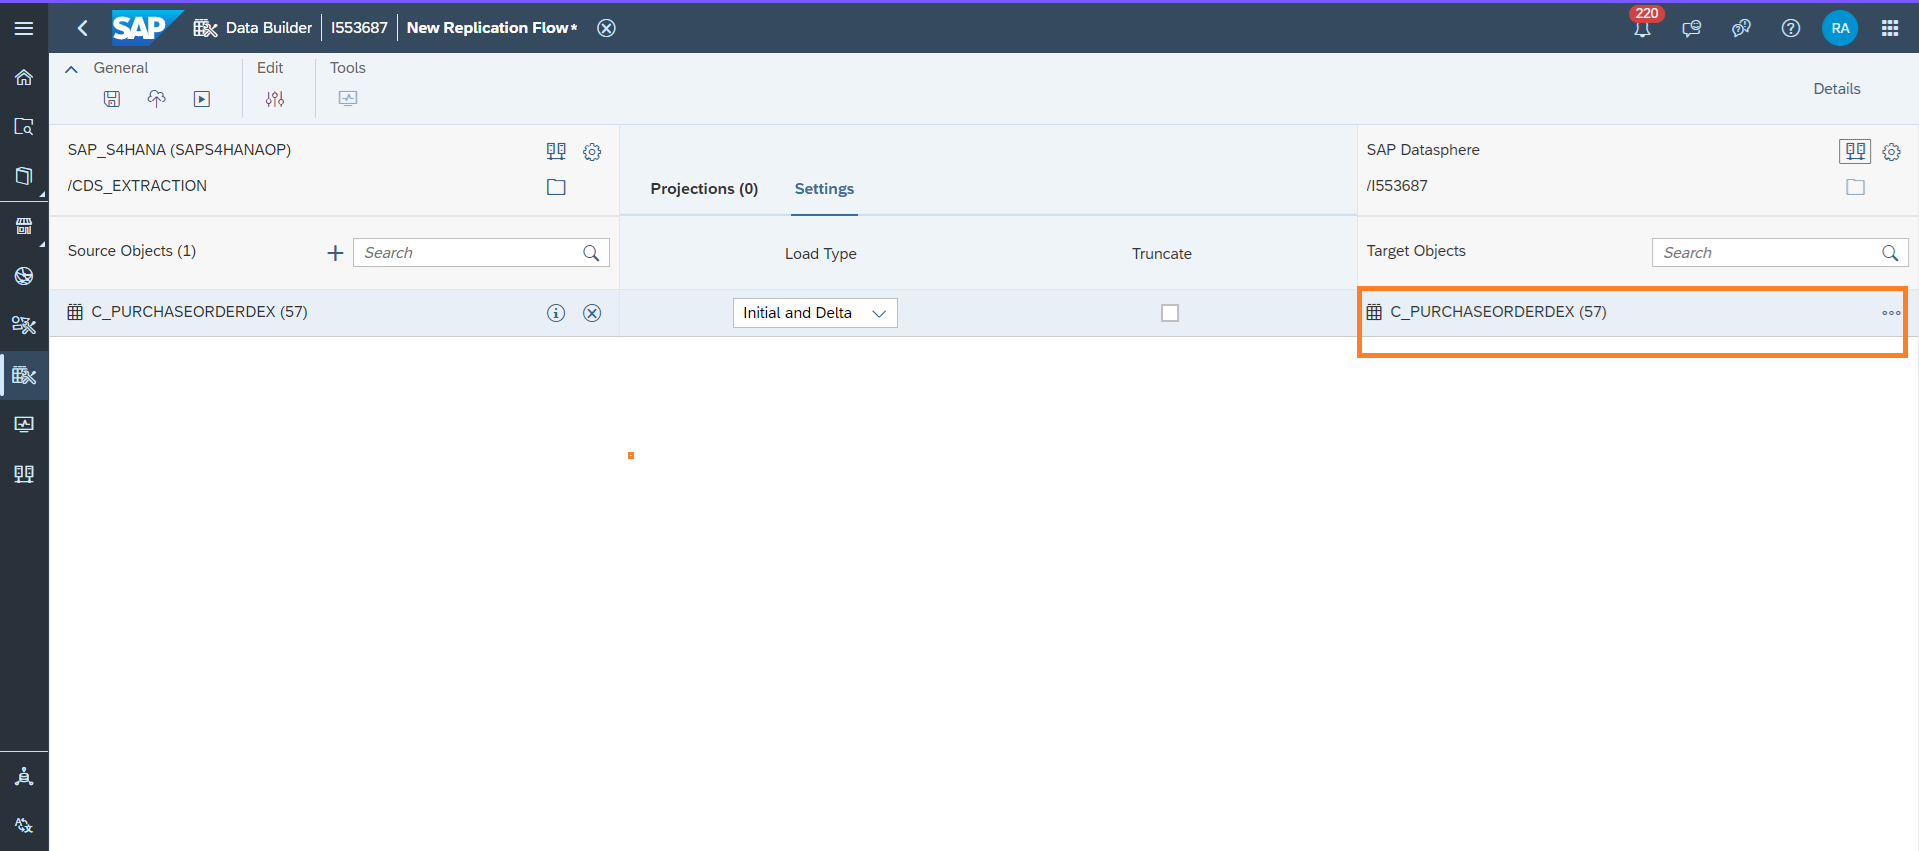 SAP Data Builder I553687 New Replication Flow*
220
RA
General Edit Tools
Details
SAP_S4HANA (SAPS4HANAOP)
/CDS_EXTRACTION
Projections (0) Settings
SAP Datasphere
/I553687
Source Objects (1) Search
Load Type Truncate
Target Objects Search
C_PURCHASEORDERDEX (57) Initial and Delta C_PURCHASEORDERDEX (57)